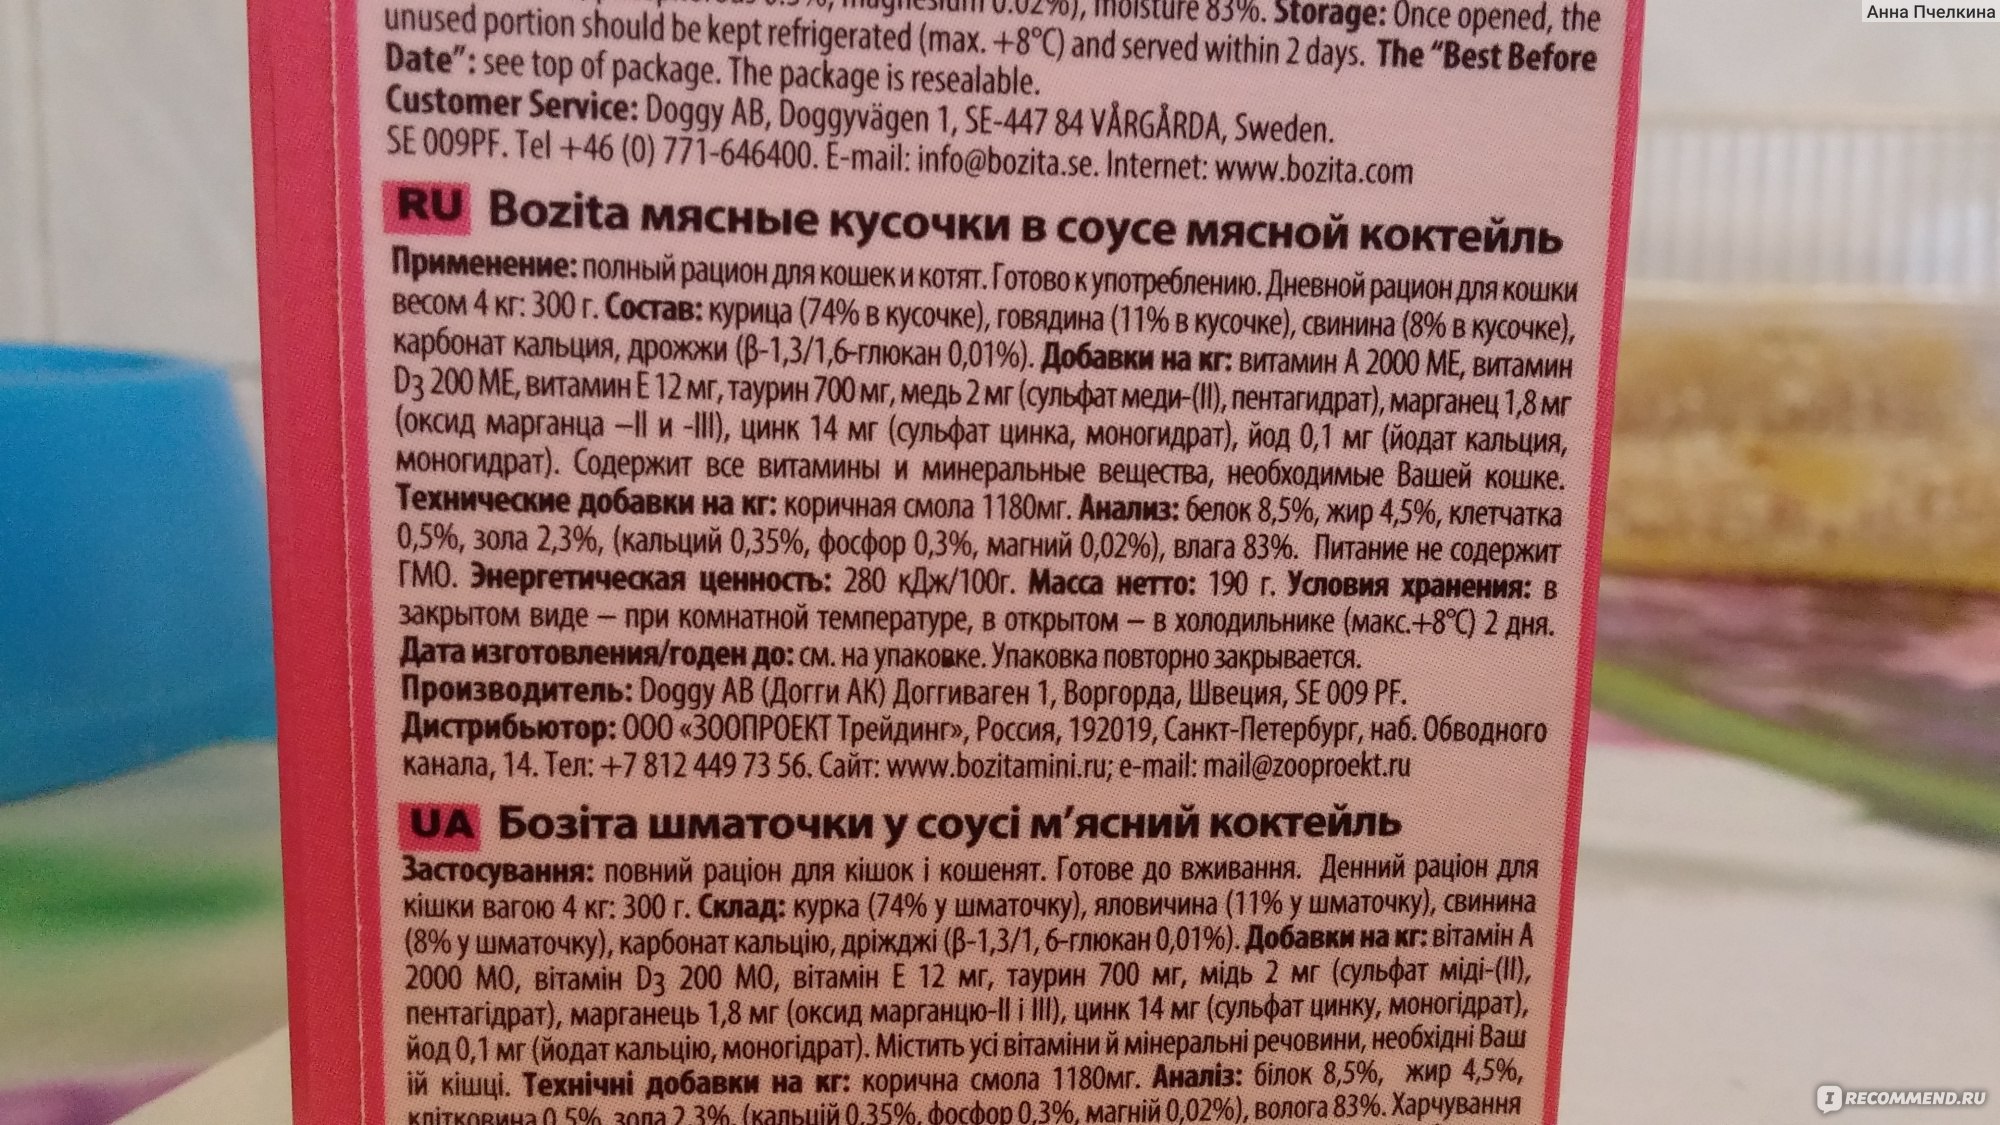 Анна Пчелкина
magnesium 0.02%), moisture 83%. Storage: Once opened, the
unused portion should be kept refrigerated (max. +8°C) and served within 2 days. The “Best Before
Date”: see top of package. The package is resealable.
Customer Service: Doggy AB, Doggyvägen 1, SE-447 84 VÅRGÅRDA, Sweden.
SE 009PF. Tel +46 (0) 771-646400. E-mail: info@bozita.se. Internet: www.bozita.com
RU Bozita мясные кусочки в соусе мясной коктейль
Применение: полный рацион для кошек и котят. Готово к употреблению. Дневной рацион для кошки
весом 4 кг: 300 г. Состав: курица (74% в кусочке), говядина (11% в кусочке), свинина (8% в кусочке),
карбонат кальция, дрожжи (β-1,3/1,6-глюкан 0,01%). Добавки на кг: витамин А 2000 МЕ, витамин
D3 200 МЕ, витамин Е 12 мг, таурин 700 мг, медь 2 мг (сульфат меди-(II), пентагидрат), марганец 1,8 мг
(оксид марганца –II и -III), цинк 14 мг (сульфат цинка, моногидрат), йод 0,1 мг (йодат кальция,
моногидрат). Содержит все витамины и минеральные вещества, необходимые Вашей кошке.
Технические добавки на кг: коричная смола 1180мг. Анализ: белок 8,5%, жир 4,5%, клетчатка
0,5%, зола 2,3%, (кальций 0,35%, фосфор 0,3%, магний 0,02%), влага 83%. Питание не содержит
ГМО. Энергетическая ценность: 280 кДж/100г. Масса нетто: 190 г. Условия хранения: в
закрытом виде – при комнатной температуре, в открытом – в холодильнике (макс.+8°C) 2 дня.
Дата изготовления/годен до: см. на упаковке. Упаковка повторно закрывается.
Производитель: Doggy AB (Догги АК) Доггиваген 1, Воргорда, Швеция, SE 009 PF.
Дистрибьютор: ООО «ЗООПРОЕКТ Трейдинг», Россия, 192019, Санкт-Петербург, наб. Обводного
канала, 14. Тел: +7 812 449 73 56. Сайт: www.bozitamini.ru; e-mail: mail@zooproekt.ru
UA Бозіта шматочки у соусі м’ясний коктейль
Застосування: повний раціон для кішок і кошенят. Готове до вживання. Денний раціон для
кішки вагою 4 кг: 300 г. Склад: курка (74% у шматочку), яловичина (11% у шматочку), свинина
(8% у шматочку), карбонат кальцію, дріжджі (β-1,3/1, 6-глюкан 0,01%). Добавки на кг: вітамін А
2000 МО, вітамін D3 200 МО, вітамін Е 12 мг, таурин 700 мг, мідь 2 мг (сульфат міді-(II),
пентагідрат), марганець 1,8 мг (оксид марганцю-II і III), цинк 14 мг (сульфат цинку, моногідрат),
йод 0,1 мг (йодат кальцію, моногідрат). Містить усі вітаміни й мінеральні речовини, необхідні Ваш
ій кішці. Технічні добавки на кг: корична смола 1180мг. Аналіз: білок 8,5%, жир 4,5%,
клітковина 0,5%, зола 2,3%, (кальцій 0,35%, фосфор 0,3%, магній 0,02%), волога 83%. Харчування
I RECOMMEND.RU